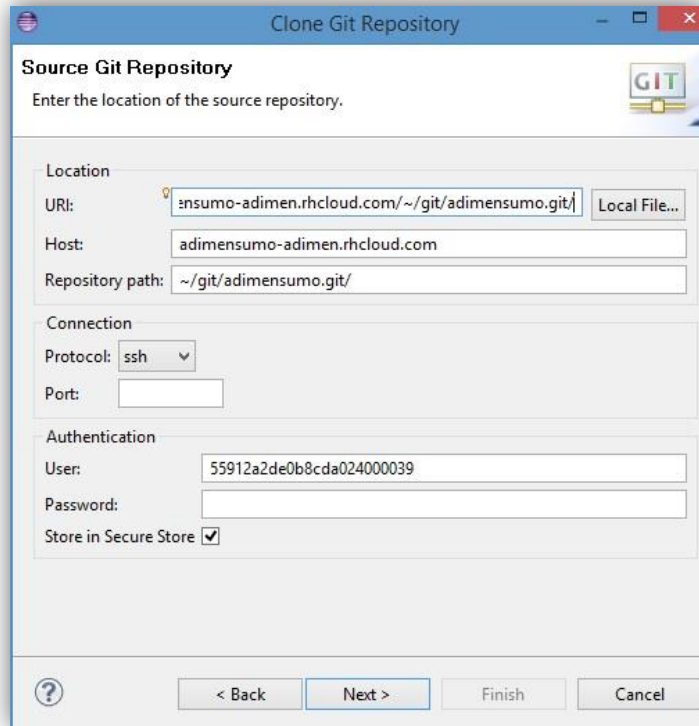 Clone Git Repository
Source Git Repository
Enter the location of the source repository.
GIT
Location
URI: ensumo-adimen.rhcloud.com/~/git/adimensumo.git/ Local File...
Host: adimensumo-adimen.rhcloud.com
Repository path: ~/git/adimensumo.git/
Connection
Protocol: ssh
Port:
Authentication
User: 55912a2de0b8cda024000039
Password:
Store in Secure Store
? < Back Next > Finish Cancel